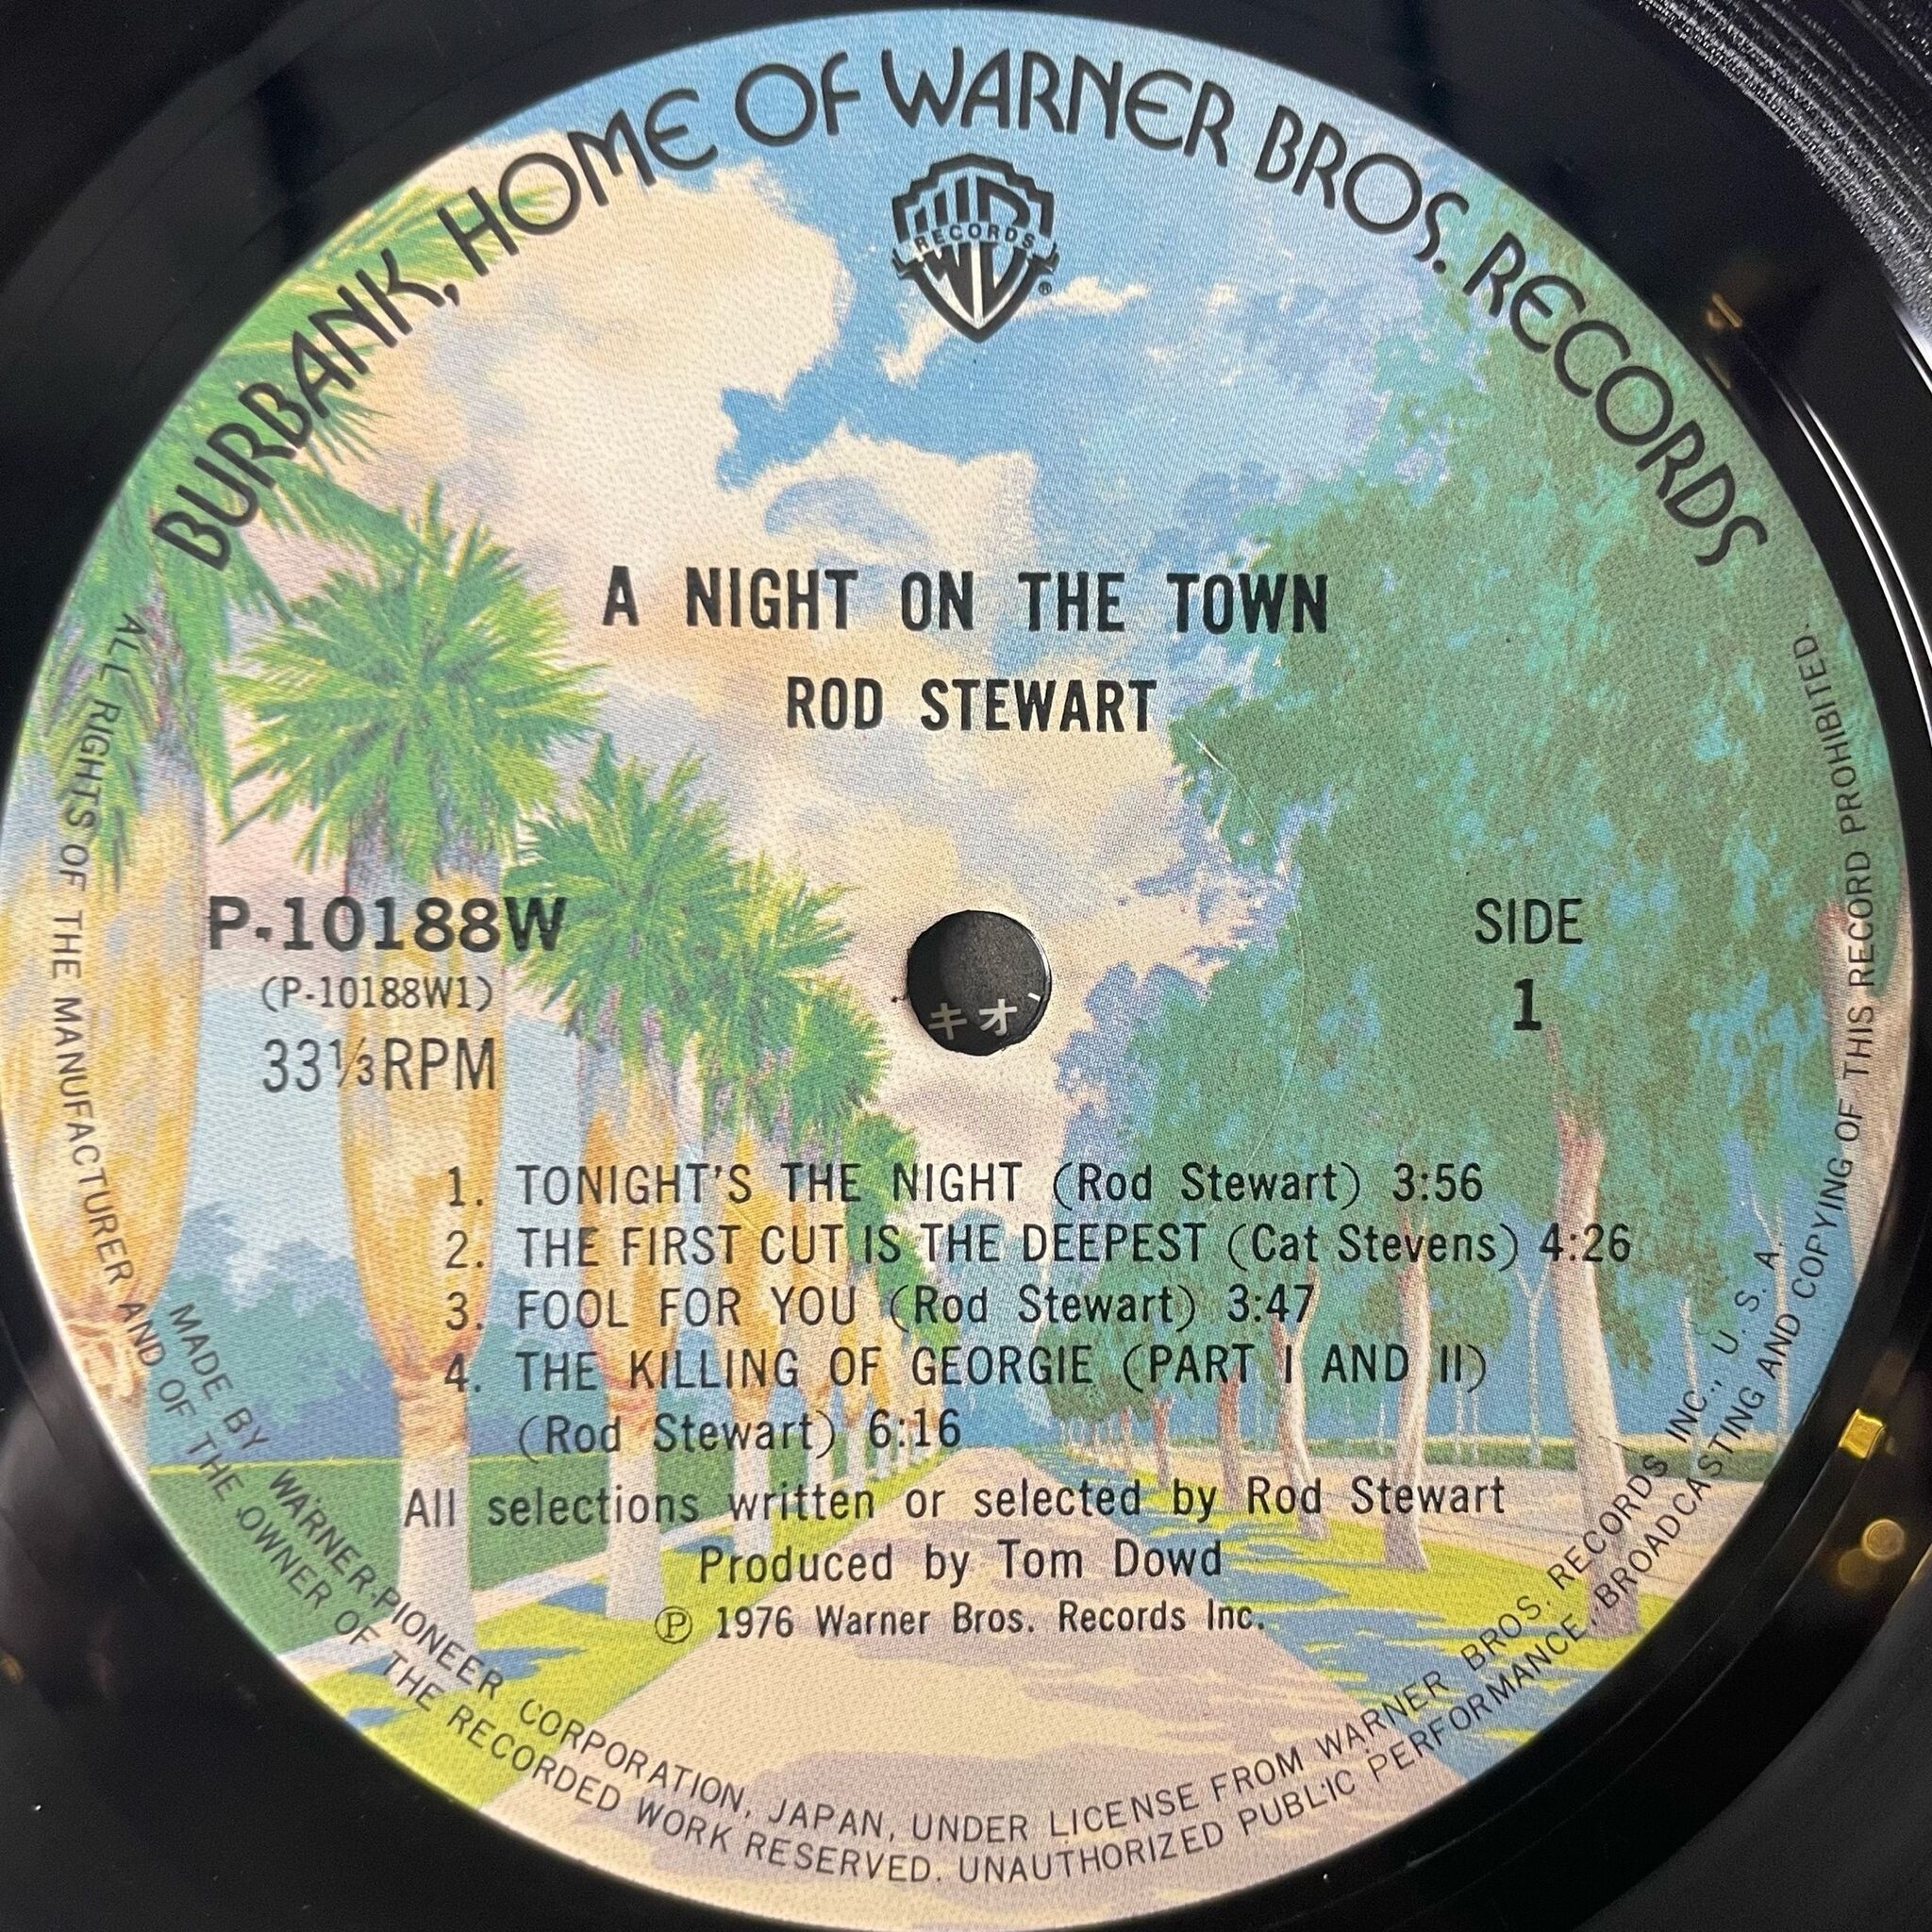 BURBANK, HOME OF WARNER BROS. RECORDS
RECORDS
®
A NIGHT ON THE TOWN
ROD STEWART
P-10188W
(P-10188W1)
33⅓RPM
SIDE
1
キオ
1. TONIGHT'S THE NIGHT (Rod Stewart) 3:56
2. THE FIRST CUT IS THE DEEPEST (Cat Stevens) 4:26
3. FOOL FOR YOU (Rod Stewart) 3:47
4. THE KILLING OF GEORGIE (PART I AND II)
(Rod Stewart) 6:16
All selections written or selected by Rod Stewart
Produced by Tom Dowd
℗ 1976 Warner Bros. Records Inc.
MADE BY WARNER-PIONEER CORPORATION, JAPAN, UNDER LICENSE FROM WARNER BROS. RECORDS INC., U. S. A.
ALL RIGHTS OF THE MANUFACTURER AND OF THE OWNER OF THE RECORDED WORK RESERVED. UNAUTHORIZED PUBLIC PERFORMANCE, BROADCASTING AND COPYING OF THIS RECORD PROHIBITED.